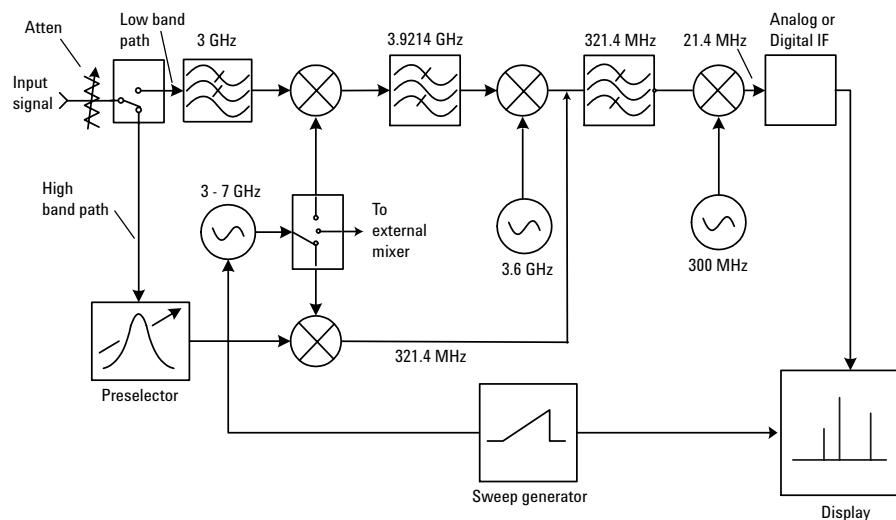 Atten
Low band
path
3 GHz
3.9214 GHz
321.4 MHz
21.4 MHz
Analog or
Digital IF
Input
signal
High
band path
3 - 7 GHz
To
external
mixer
3.6 GHz
300 MHz
Preselector
321.4 MHz
Sweep generator
Display